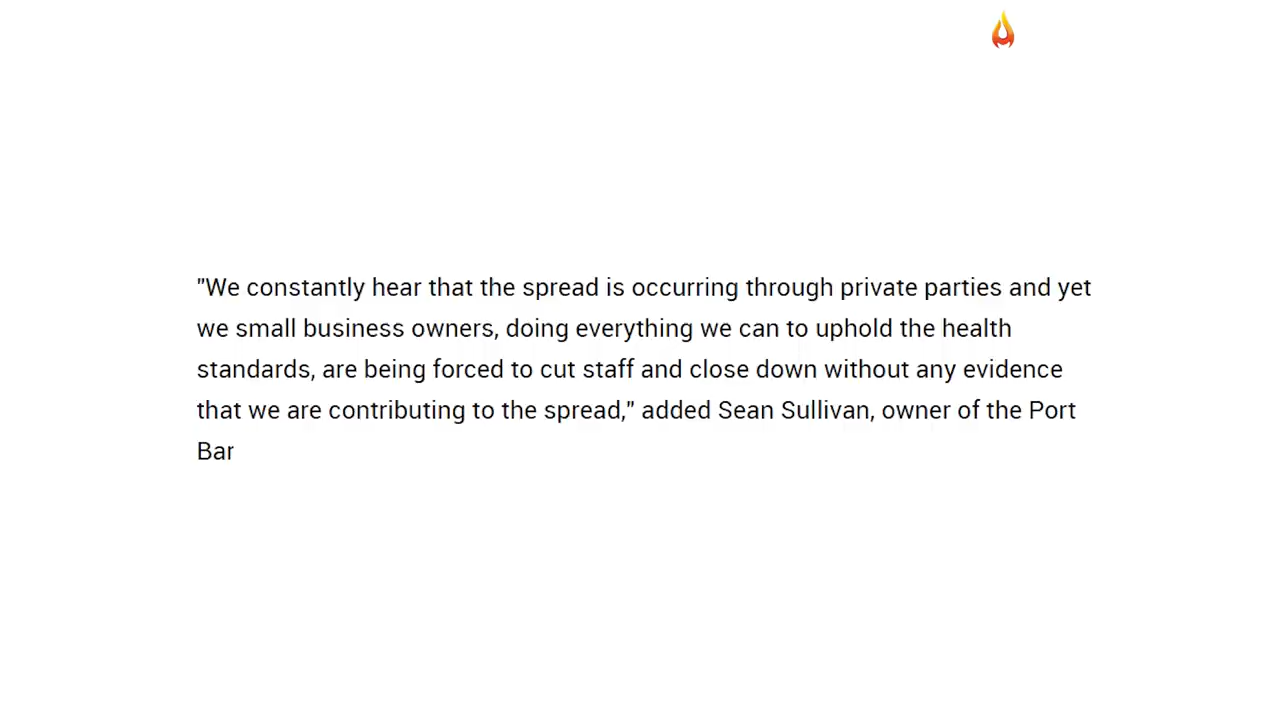 "We constantly hear that the spread is occurring through private parties and yet
we small business owners, doing everything we can to uphold the health
standards, are being forced to cut staff and close down without any evidence
that we are contributing to the spread," added Sean Sullivan, owner of the Port
Bar